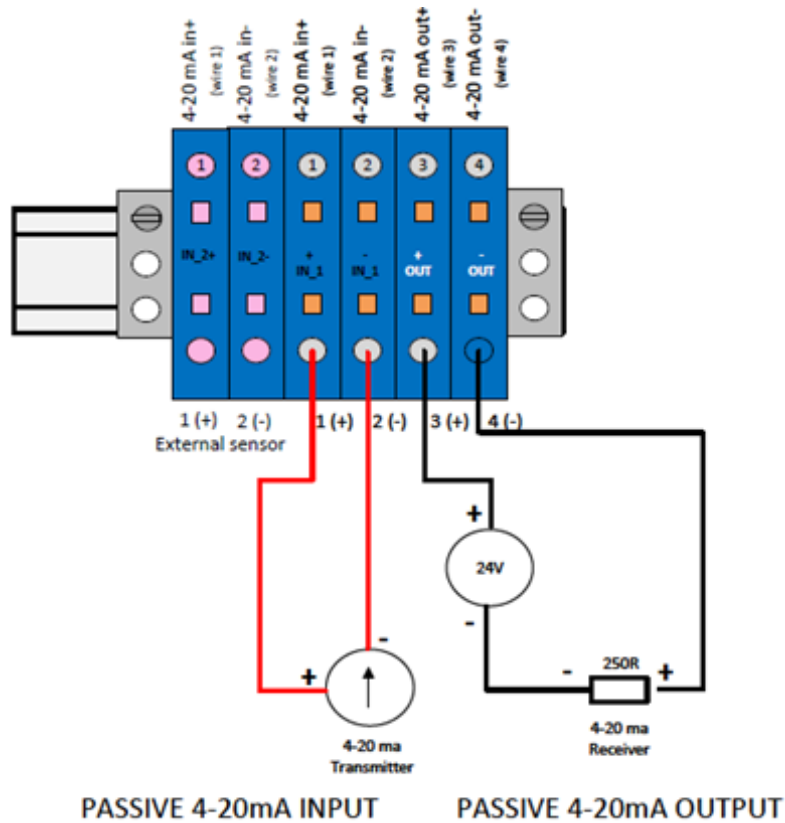 4-20 mA in+
(wire 1)
4-20 mA in-
(wire 2)
4-20 mA in+
(wire 1)
4-20 mA in-
(wire 2)
4-20 mA out+
(wire 3)
4-20 mA out-
(wire 4)
1 2 1 2 3 4
IN_2+ IN_2- + IN_1 - IN_1 + OUT - OUT
1 (+) 2 (-) 1 (+) 2 (-) 3 (+) 4 (-)
External sensor
+
24V
-
-
+
- 250R +
4-20 ma
Transmitter
4-20 ma
Receiver
PASSIVE 4-20mA INPUT
PASSIVE 4-20mA OUTPUT